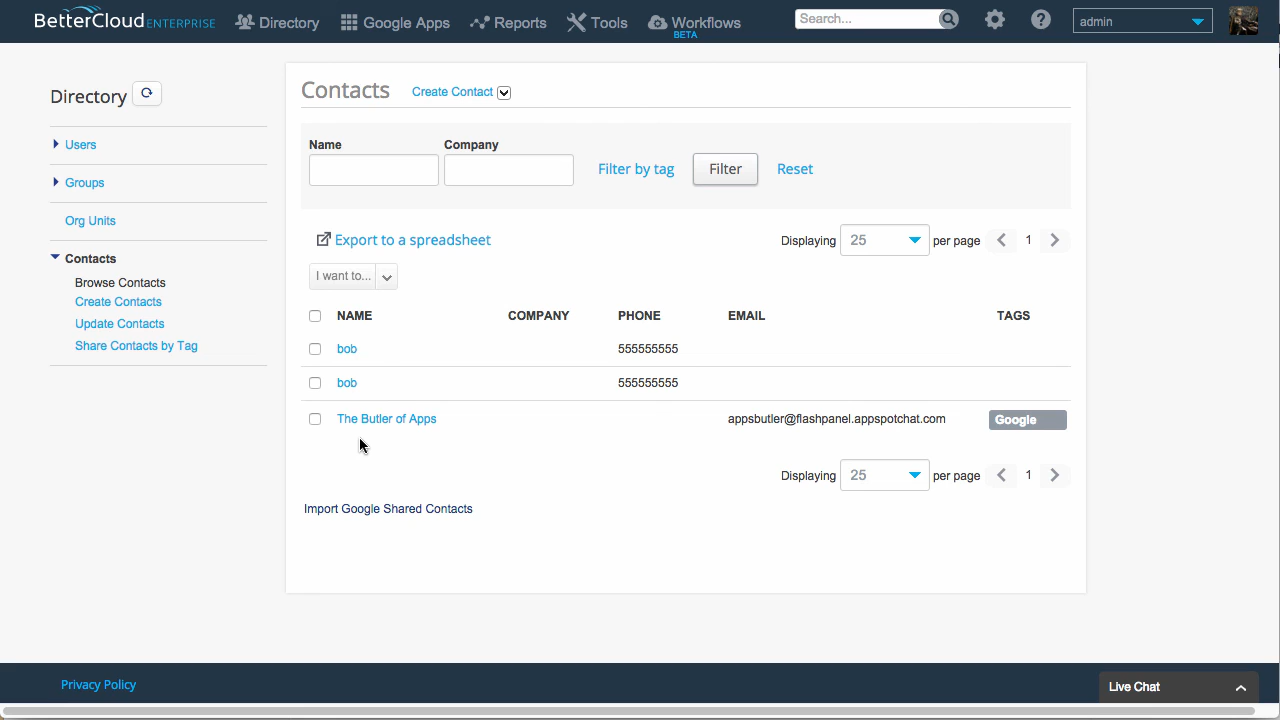 BetterCloud ENTERPRISE Directory Google Apps Reports Tools Workflows BETA Search... admin
Directory
Users
Groups
Org Units
Contacts
Browse Contacts
Create Contacts
Update Contacts
Share Contacts by Tag
Contacts Create Contact
Name Company
Filter by tag Filter Reset
Export to a spreadsheet Displaying 25 per page 1
I want to...
NAME COMPANY PHONE EMAIL TAGS
bob 555555555
bob 555555555
The Butler of Apps appsbutler@flashpanel.appspotchat.com Google
Displaying 25 per page 1
Import Google Shared Contacts
Privacy Policy Live Chat